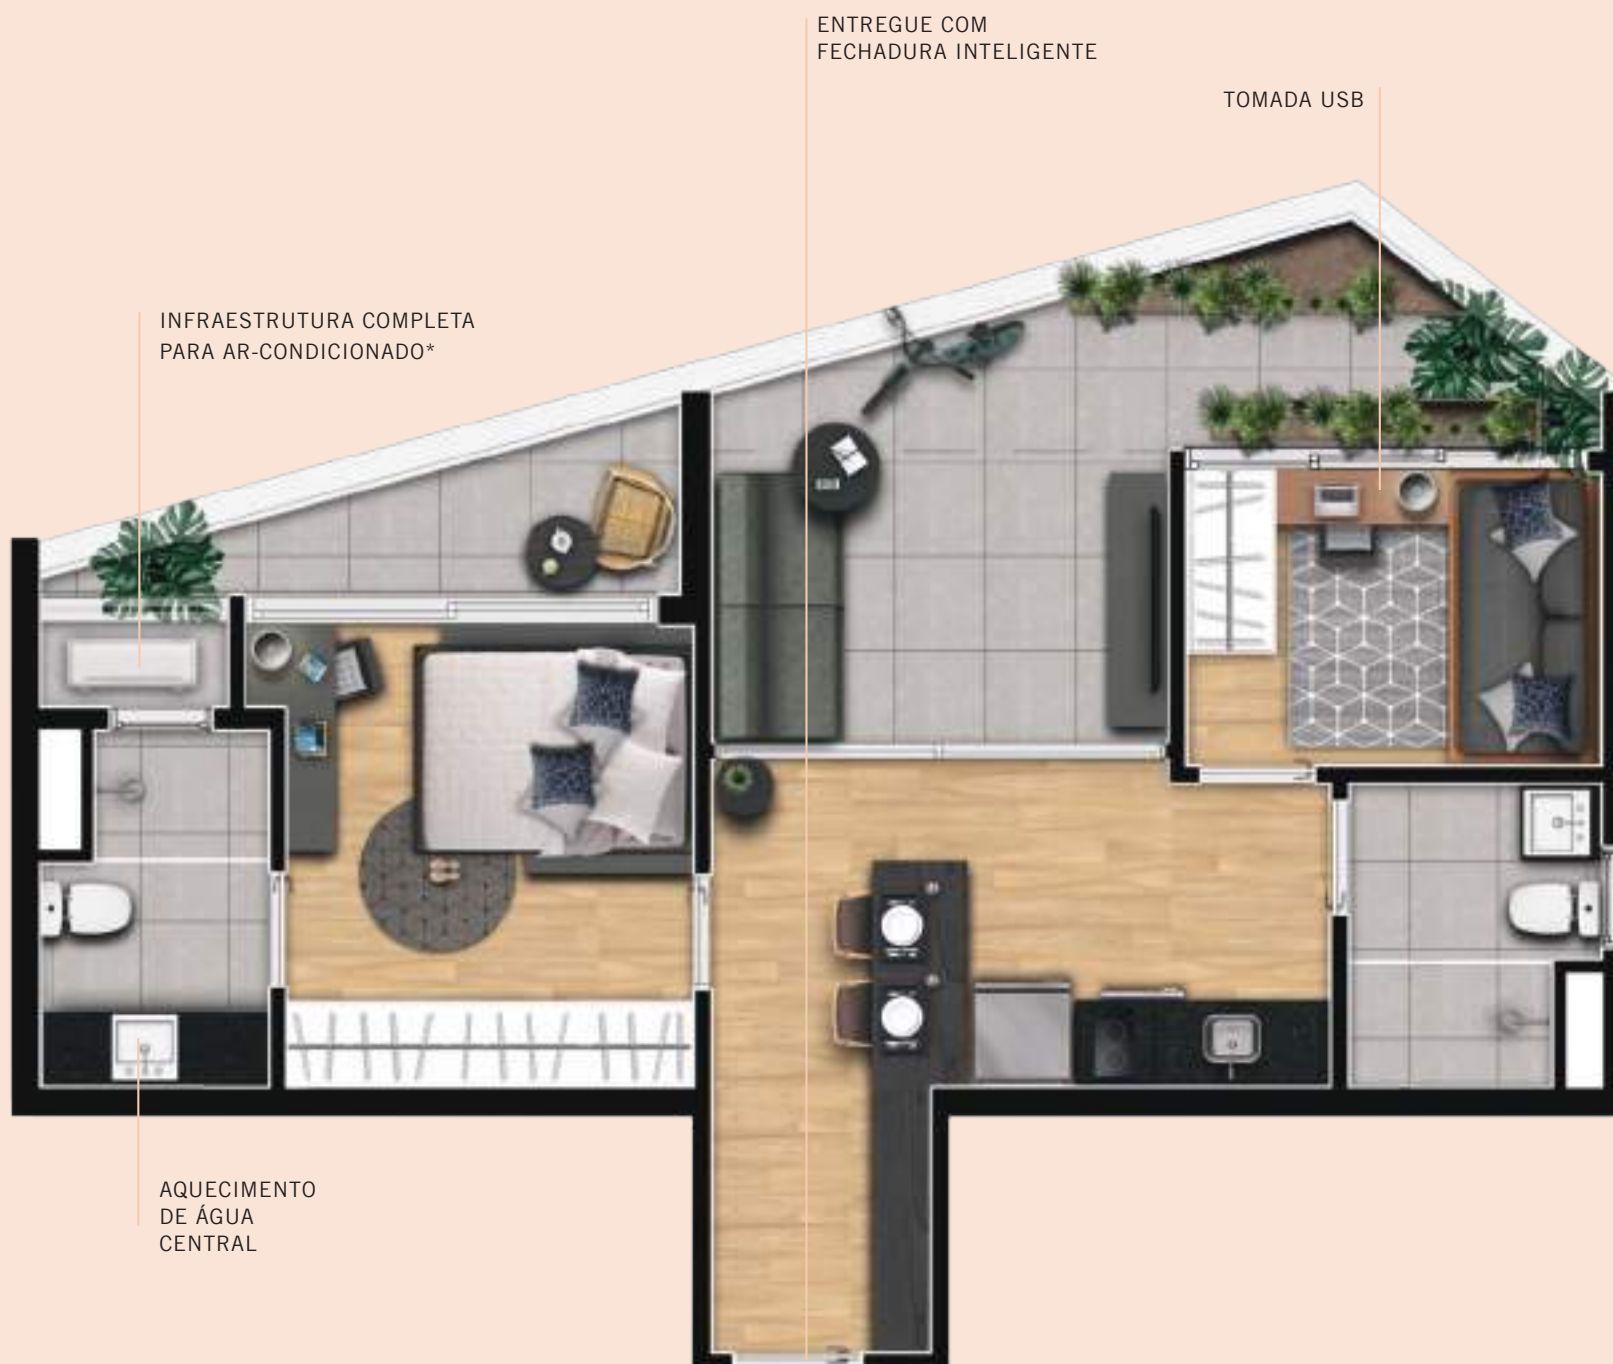 ENTREGUE COM
FECHADURA INTELIGENTE
TOMADA USB
INFRAESTRUTURA COMPLETA
PARA AR-CONDICIONADO*
AQUECIMENTO
DE ÁGUA
CENTRAL